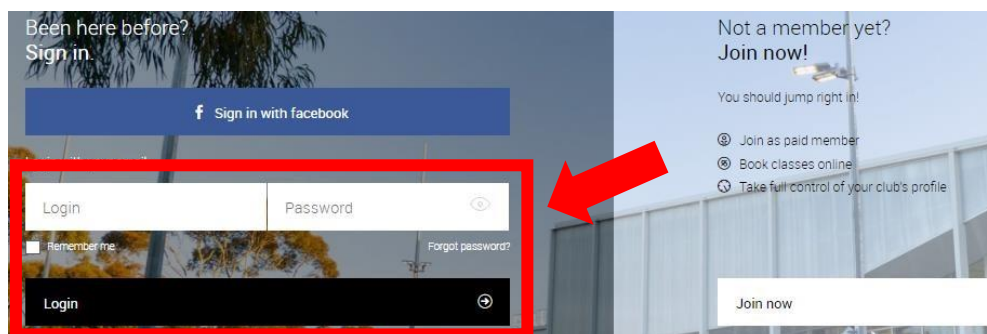 Been here before?
Sign in.
Sign in with facebook
Login Password
Remember me Forgot password?
Login
Not a member yet?
Join now!
You should jump right in!
Join as paid member
Book classes online
Take full control of your club's profile
Join now